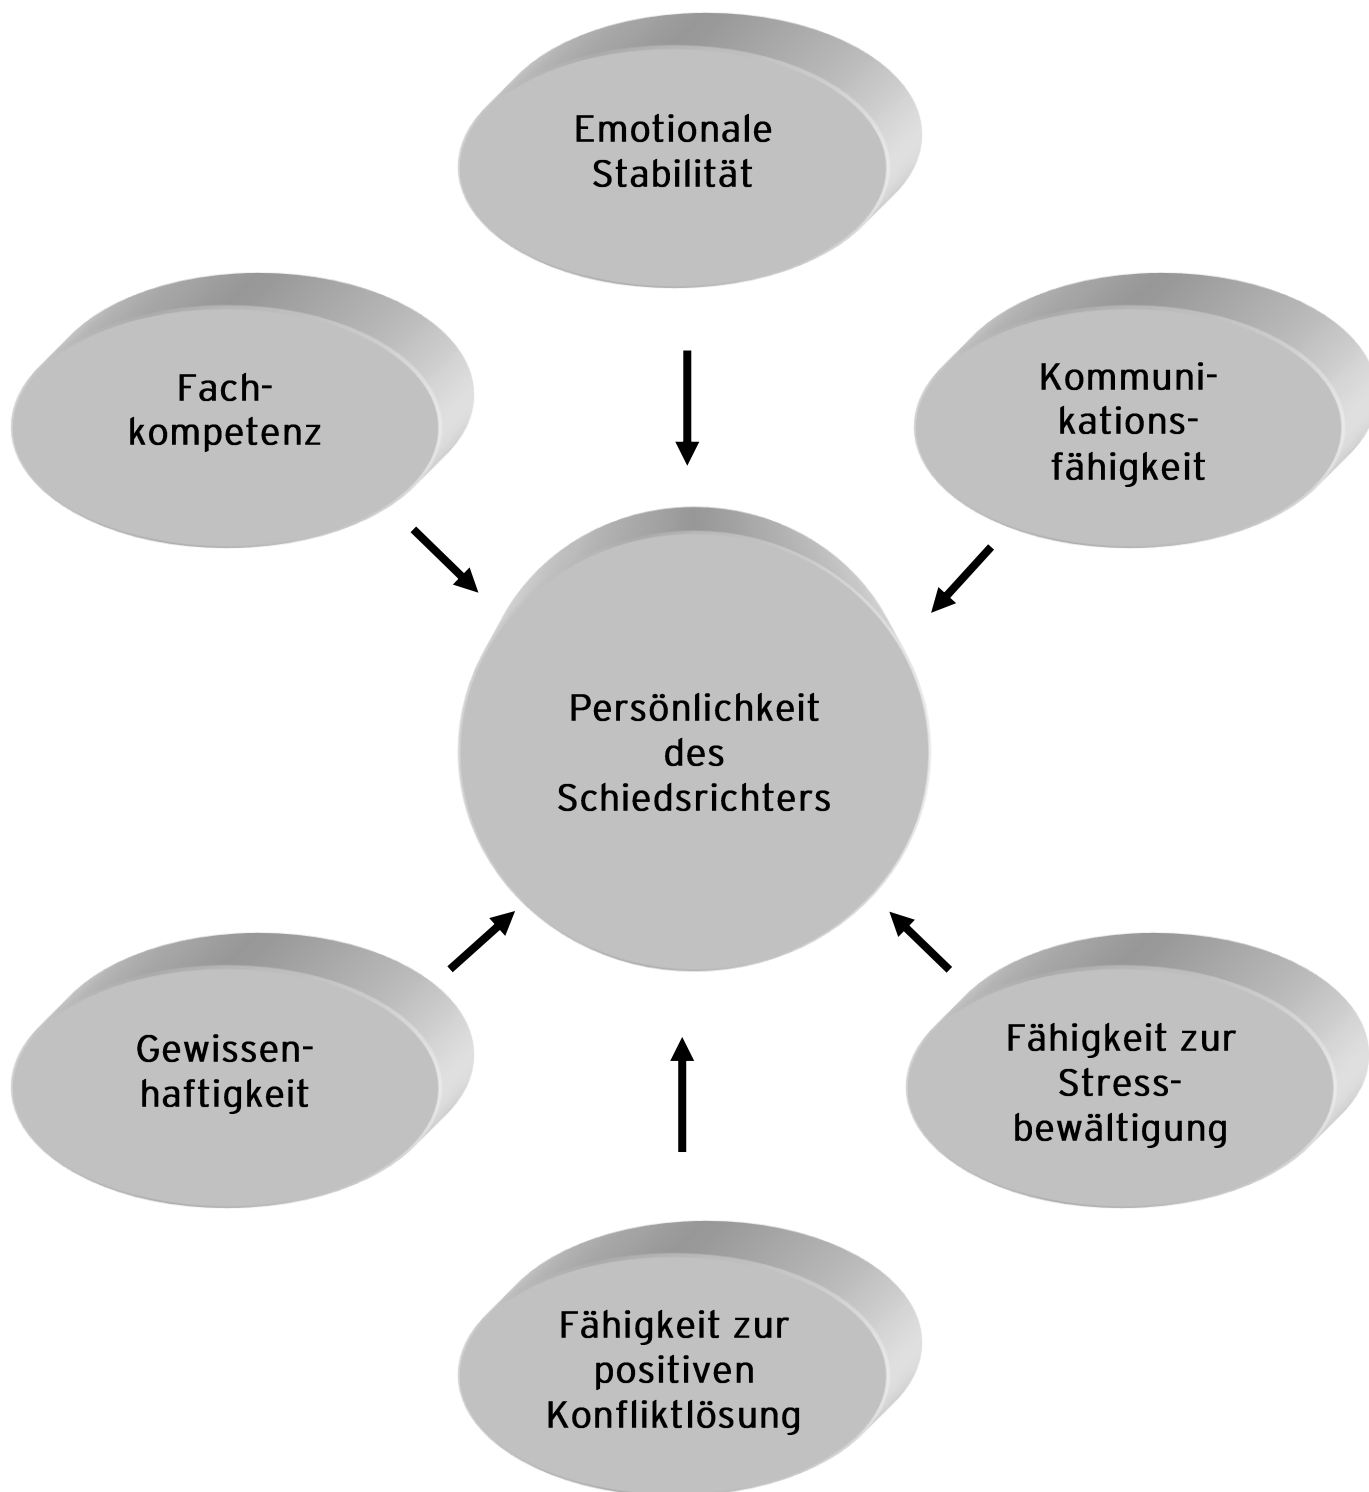 Emotionale
Stabilität
Fach-
kompetenz
Kommuni-
kations-
fähigkeit
Persönlichkeit
des
Schiedsrichters
Gewissen-
haftigkeit
Fähigkeit zur
Stress-
bewältigung
Fähigkeit zur
positiven
Konfliktlösung